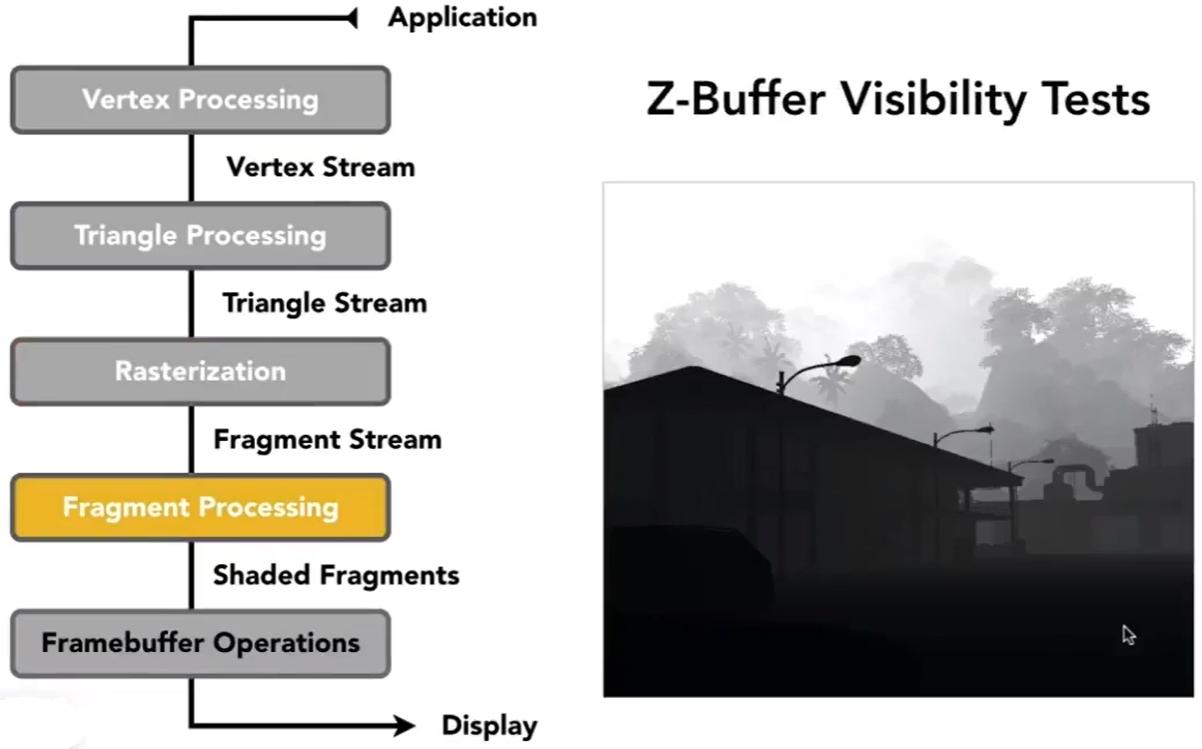 Application
Vertex Processing
Vertex Stream
Triangle Processing
Triangle Stream
Rasterization
Fragment Stream
Fragment Processing
Shaded Fragments
Framebuffer Operations
Display
Z-Buffer Visibility Tests